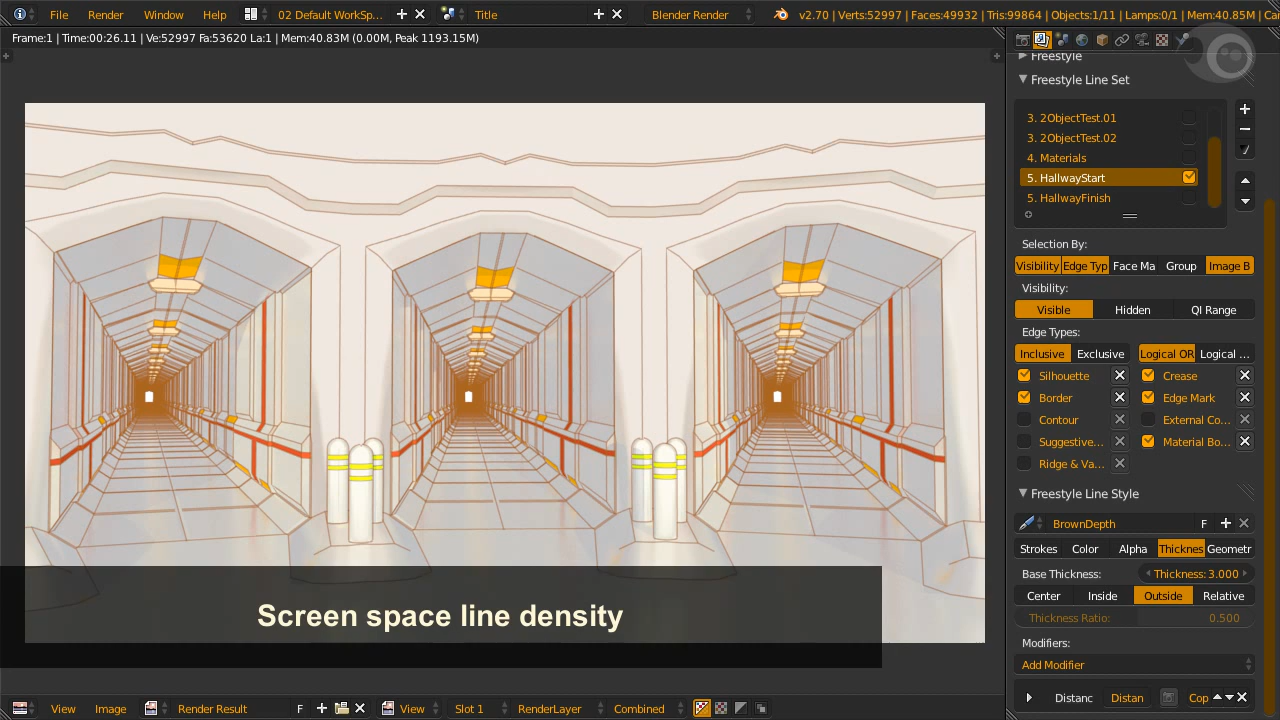 File Render Window Help 02 Default WorkSp... Title Blender Render v2.70 | Verts:52997 | Faces:49932 | Tris:99864 | Objects:1/11 | Lamps:0/1 | Mem:40.85M |
Frame:1 | Time:00:26.11 | Ve:52997 Fa:53620 La:1 | Mem:40.83M (0.00M, Peak 1193.15M)
Freestyle
Freestyle Line Set
3. 2ObjectTest.01
3. 2ObjectTest.02
4. Materials
5. HallwayStart
5. HallwayFinish
Selection By:
Visibility Edge Typ Face Ma Group Image B
Visibility:
Visible Hidden QI Range
Edge Types:
Inclusive Exclusive Logical OR Logical ...
Silhouette Crease
Border Edge Mark
Contour External Co...
Suggestive... Material Bo...
Ridge & Va...
Freestyle Line Style
BrownDepth F
Strokes Color Alpha Thicknes Geometr
Base Thickness: Thickness: 3.000
Center Inside Outside Relative
Thickness Ratio: 0.500
Modifiers:
Add Modifier
Distanc Distan Cop
Screen space line density
View Image Render Result F View Slot 1 RenderLayer Combined